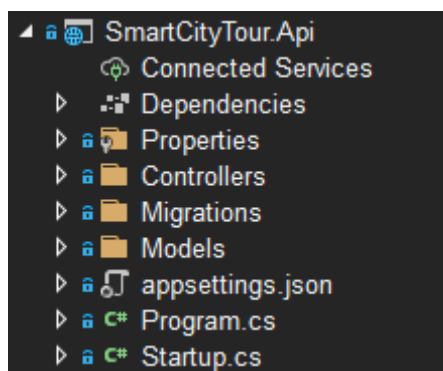 SmartCityTour.Api
Connected Services
Dependencies
Properties
Controllers
Migrations
Models
appsettings.json
C# Program.cs
C# Startup.cs